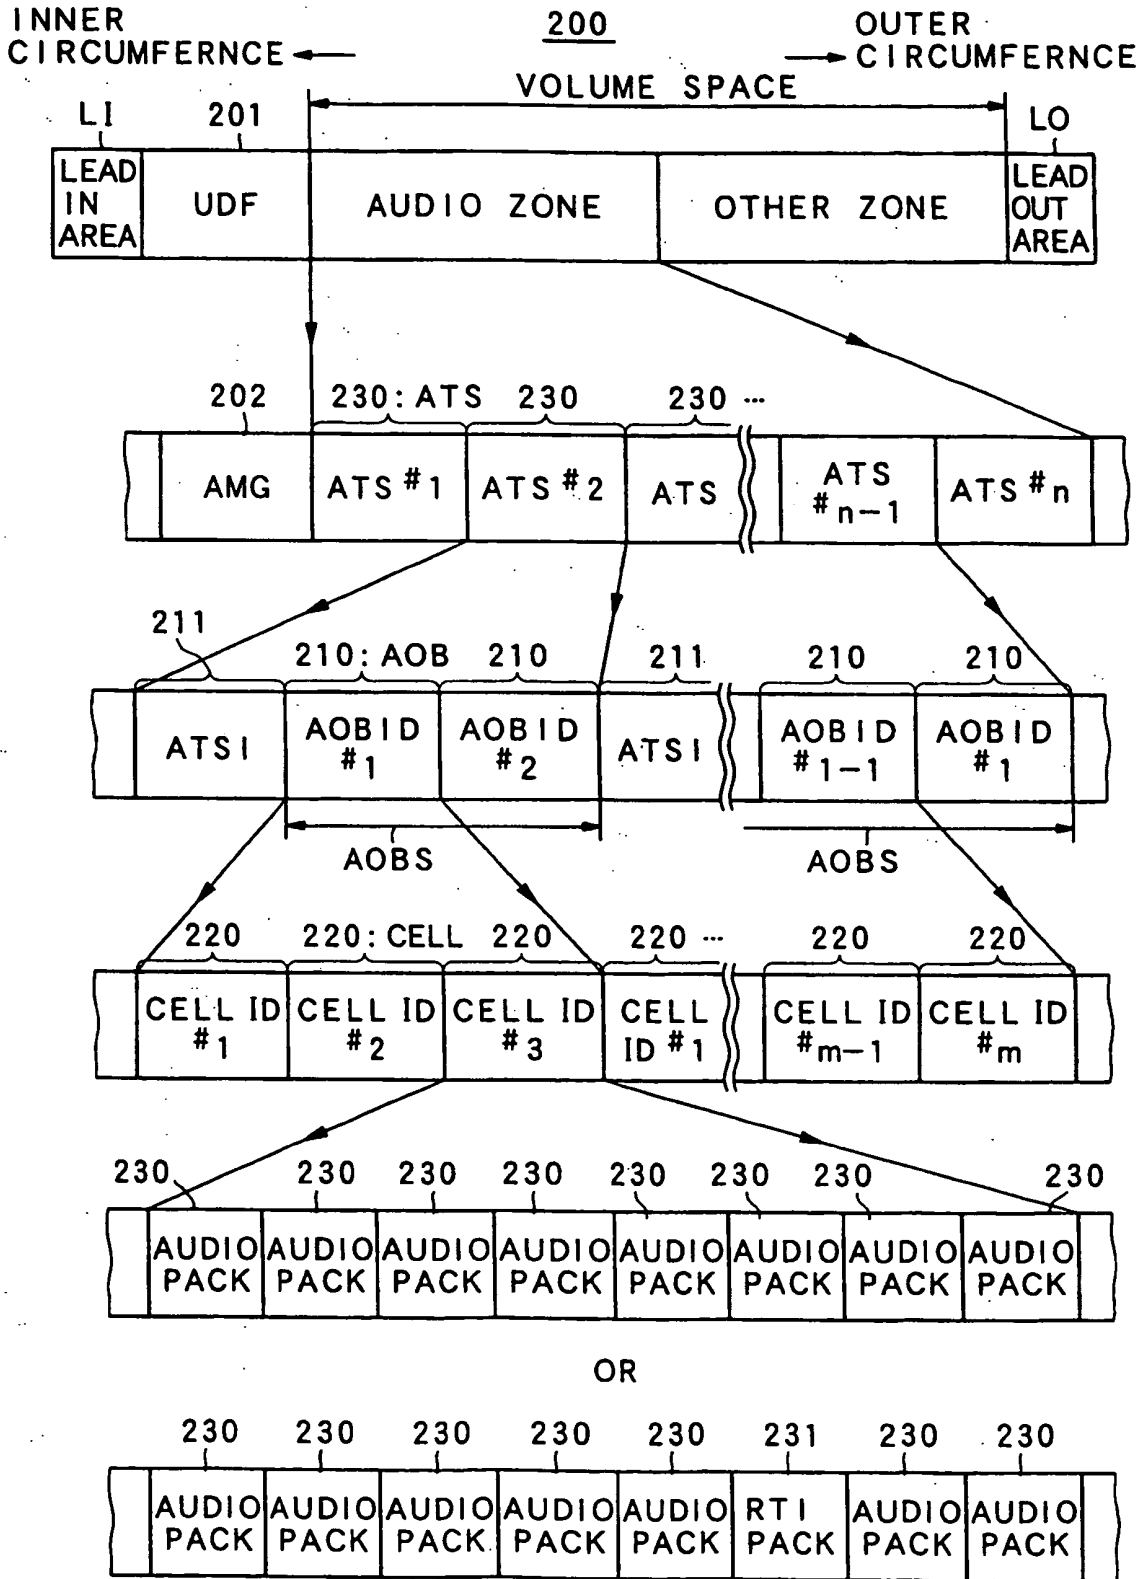 INNER
CIRCUMFERNCE
200
OUTER
CIRCUMFERNCE
VOLUME SPACE
LI
201
LO
LEAD
IN
AREA
UDF
AUDIO ZONE
OTHER ZONE
LEAD
OUT
AREA
202
230: ATS
230
230 ...
AMG
ATS #1
ATS #2
ATS
ATS
#n-1
ATS #n
211
210: AOB
210
211
210
210
ATSI
AOBID
#1
AOBID
#2
ATSI
AOBID
#1-1
AOBID
#1
AOBS
AOBS
220
220: CELL
220
220 ...
220
220
CELL ID
#1
CELL ID
#2
CELL ID
#3
CELL
ID #1
CELL ID
#m-1
CELL ID
#m
230
230
230
230
230
230
230
230
AUDIO
PACK
AUDIO
PACK
AUDIO
PACK
AUDIO
PACK
AUDIO
PACK
AUDIO
PACK
AUDIO
PACK
AUDIO
PACK
OR
230
230
230
230
230
231
230
230
AUDIO
PACK
AUDIO
PACK
AUDIO
PACK
AUDIO
PACK
AUDIO
PACK
RTI
PACK
AUDIO
PACK
AUDIO
PACK